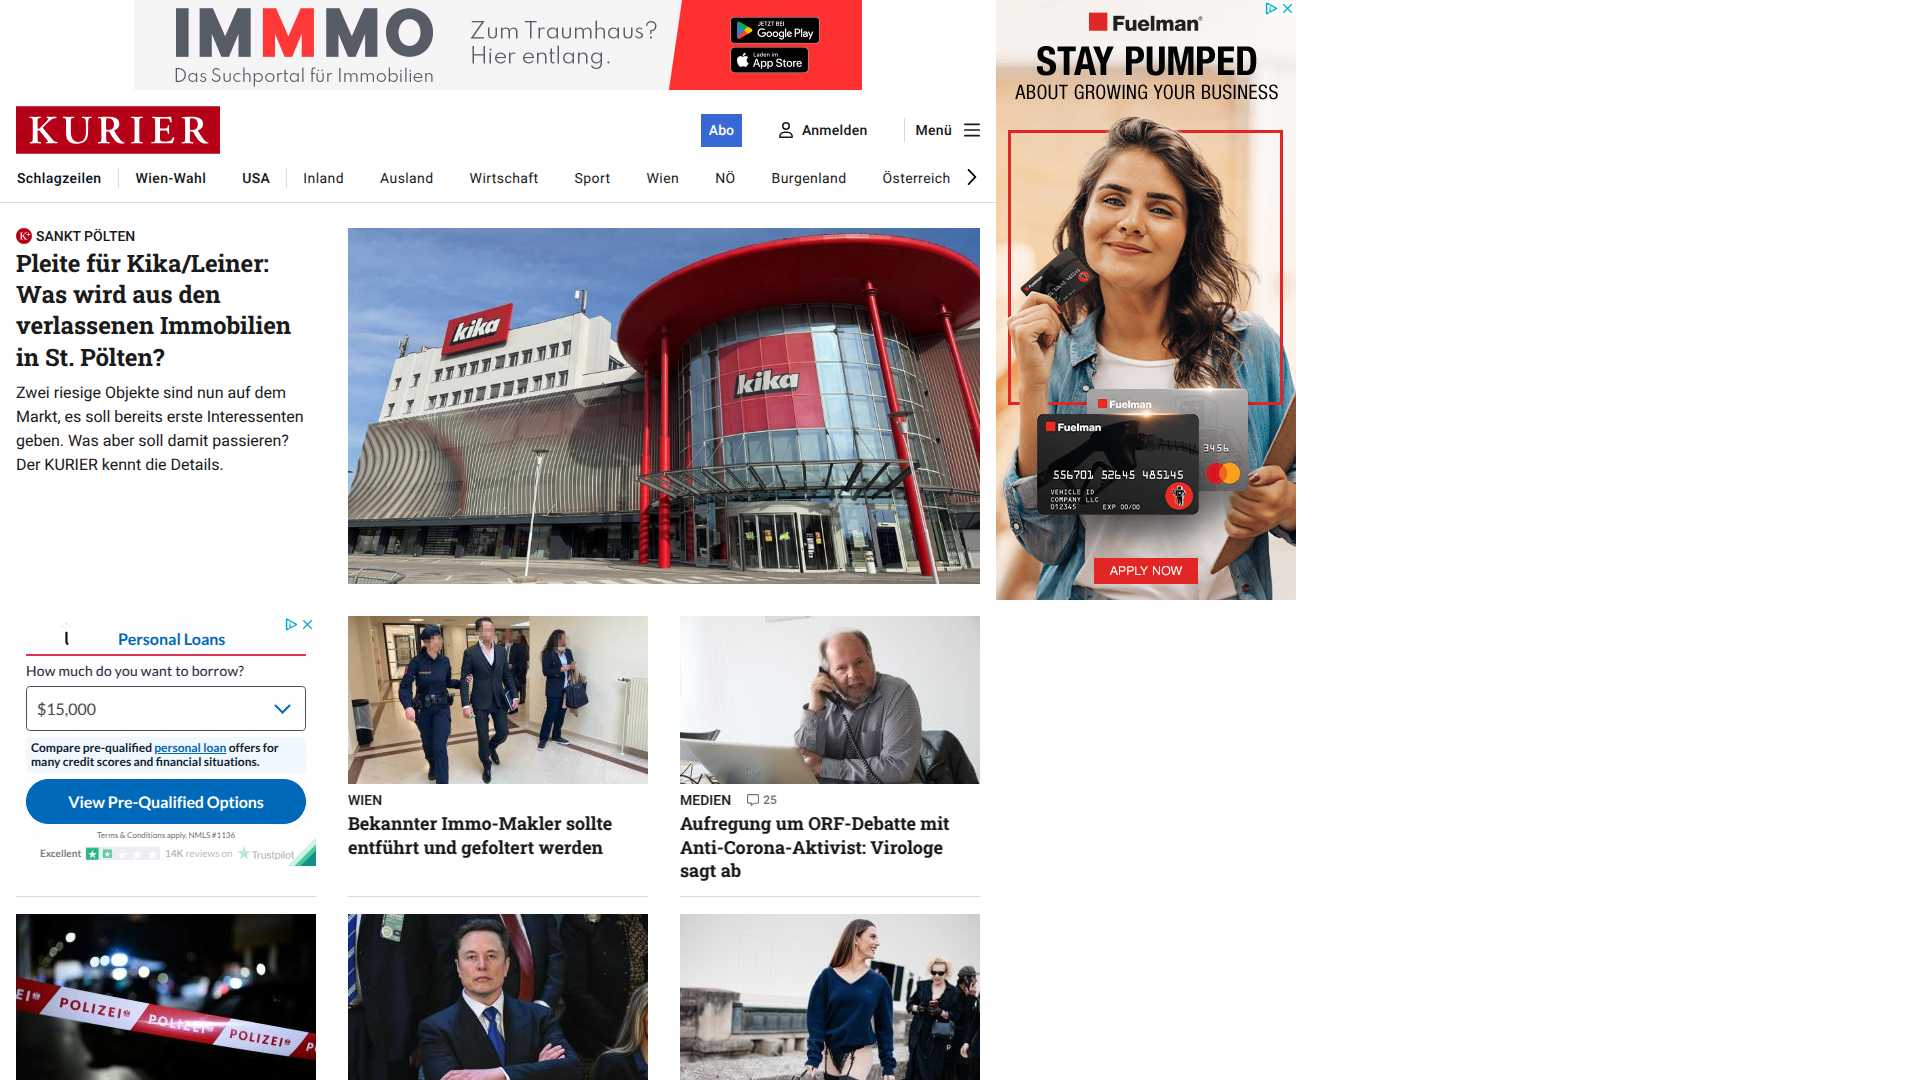 IMMMO
Das Suchportal für Immobilien
Zum Traumhaus?
Hier entlang.
JETZT BEI
Google Play
Laden im
App Store
Fuelman
STAY PUMPED
ABOUT GROWING YOUR BUSINESS
KURIER
Abo
Anmelden
Menü
Schlagzeilen
Wien-Wahl
USA
Inland
Ausland
Wirtschaft
Sport
Wien
NÖ
Burgenland
Österreich
K+ SANKT PÖLTEN
Pleite für Kika/Leiner:
Was wird aus den
verlassenen Immobilien
in St. Pölten?
Zwei riesige Objekte sind nun auf dem
Markt, es soll bereits erste Interessenten
geben. Was aber soll damit passieren?
Der KURIER kennt die Details.
kika
kika
Fuelman
3456
Fuelman
556701 52645 485145
VEHICLE ID
COMPANY LLC
012345 EXP 00/00
APPLY NOW
Personal Loans
How much do you want to borrow?
$15,000
Compare pre-qualified personal loan offers for
many credit scores and financial situations.
View Pre-Qualified Options
Terms & Conditions apply. NMLS #1136
Excellent
14K reviews on
Trustpilot
WIEN
Bekannter Immo-Makler sollte
entführt und gefoltert werden
MEDIEN
25
Aufregung um ORF-Debatte mit
Anti-Corona-Aktivist: Virologe
sagt ab
POLIZEI
POLIZEI
POLIZEI